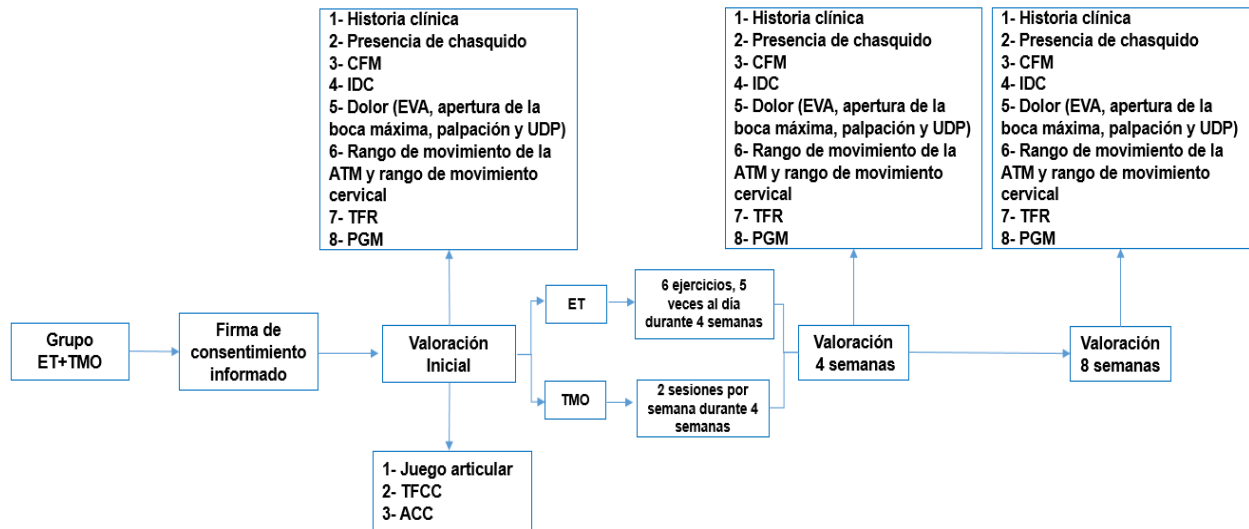 1- Historia clínica
2- Presencia de chasquido
3- CFM
4- IDC
5- Dolor (EVA, apertura de la
boca máxima, palpación y UDP)
6- Rango de movimiento de la
ATM y rango de movimiento
cervical
7- TFR
8- PGM
1- Historia clínica
2- Presencia de chasquido
3- CFM
4- IDC
5- Dolor (EVA, apertura de la
boca máxima, palpación y UDP)
6- Rango de movimiento de la
ATM y rango de movimiento
cervical
7- TFR
8- PGM
1- Historia clínica
2- Presencia de chasquido
3- CFM
4- IDC
5- Dolor (EVA, apertura de la
boca máxima, palpación y UDP)
6- Rango de movimiento de la
ATM y rango de movimiento
cervical
7- TFR
8- PGM
Grupo
ET+TMO
Firma de
consentimiento
informado
Valoración
Inicial
ET
6 ejercicios, 5
veces al día
durante 4 semanas
TMO
2 sesiones por
semana durante 4
semanas
Valoración
4 semanas
Valoración
8 semanas
1- Juego articular
2- TFCC
3- ACC